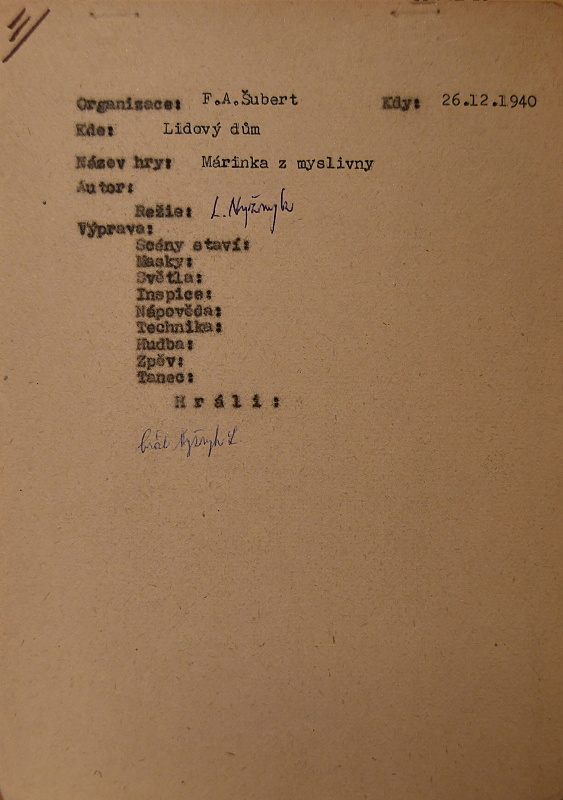 Organizace: F.A.Šubert Kdy: 26.12.1940
Kde: Lidový dům
Název hry: Márinka z myslivny
Autor:
Režie: L. Nyžnyk
Výprava:
Scény staví:
Masky:
Světla:
Inspice:
Nápověda:
Technika:
Hudba:
Zpěv:
Tanec:
Hráli: